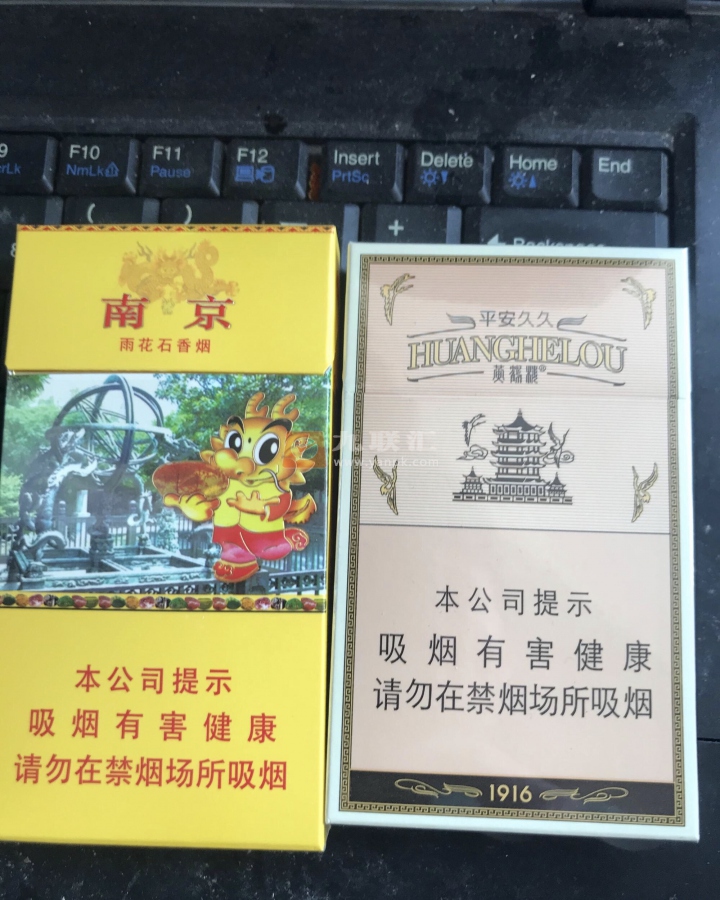 F10
NmLk
F11
Pause
F12
Insert
PrtSc
Delete
Home
End
(
)
+
Backspace
南京
雨花石香烟
本公司提示
吸烟有害健康
请勿在禁烟场所吸烟
平安久久
HUANGHELOU
黄鹤楼®
本公司提示
吸烟有害健康
请勿在禁烟场所吸烟
1916